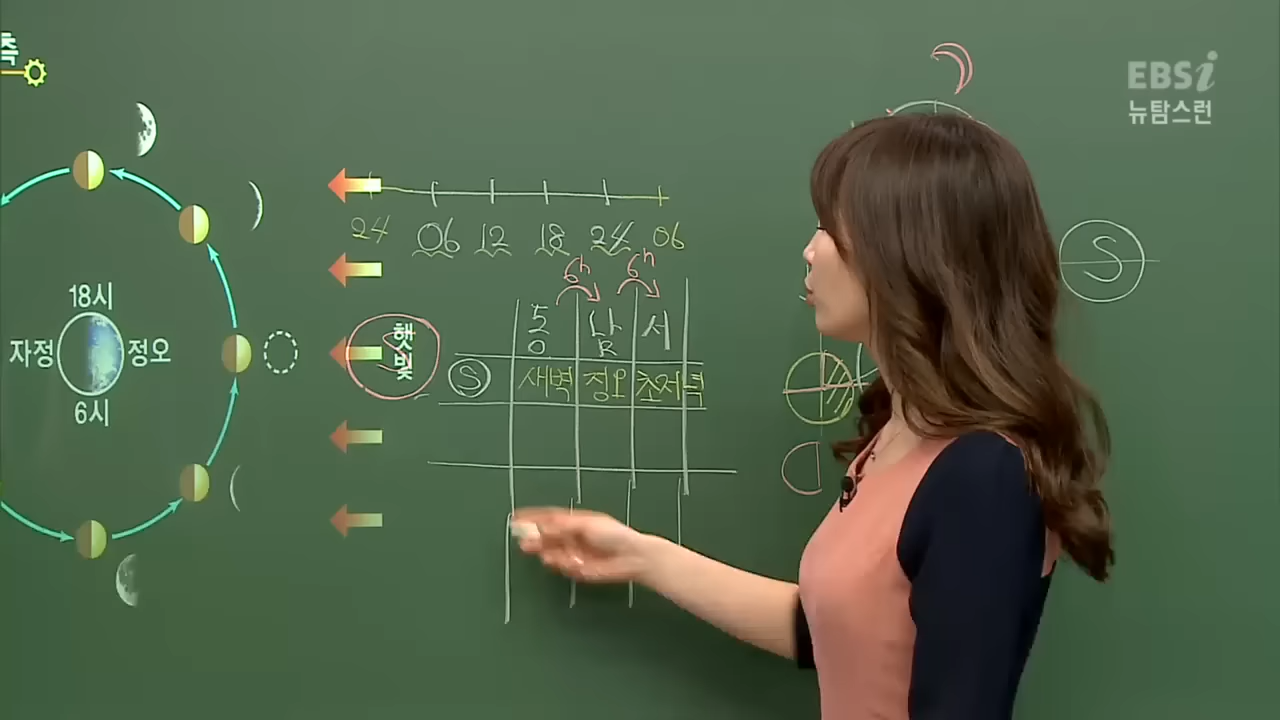 측
EBSi
뉴탐스런
24 06 12 18 24 06
6h 6h
동 남 서
S
18시
자정 정오
6시
햇빛
S 새벽 정오 초저녁